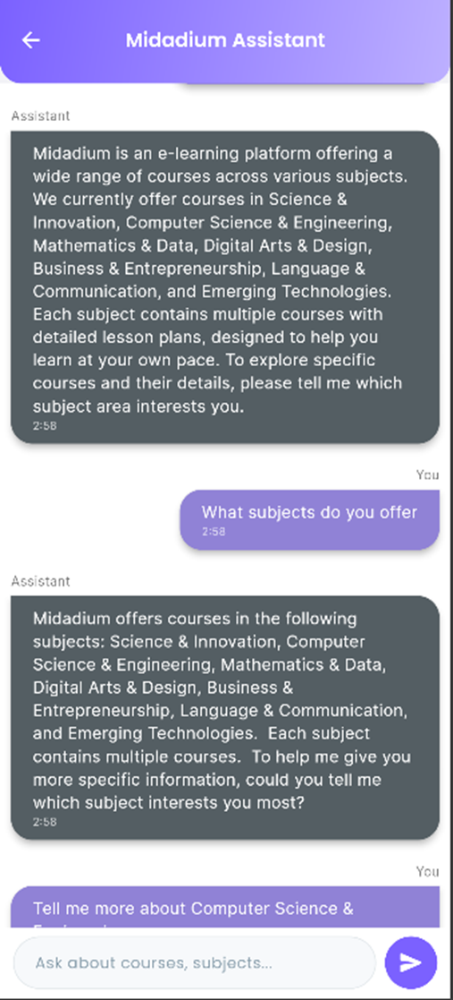 Midadium Assistant
Assistant
Midadium is an e-learning platform offering a
wide range of courses across various subjects.
We currently offer courses in Science &
Innovation, Computer Science & Engineering,
Mathematics & Data, Digital Arts & Design,
Business & Entrepreneurship, Language &
Communication, and Emerging Technologies.
Each subject contains multiple courses with
detailed lesson plans, designed to help you
learn at your own pace. To explore specific
courses and their details, please tell me which
subject area interests you.
2:58
You
What subjects do you offer
2:58
Assistant
Midadium offers courses in the following
subjects: Science & Innovation, Computer
Science & Engineering, Mathematics & Data,
Digital Arts & Design, Business &
Entrepreneurship, Language & Communication,
and Emerging Technologies.  Each subject
contains multiple courses.  To help me give you
more specific information, could you tell me
which subject interests you most?
2:58
You
Tell me more about Computer Science &
Ask about courses, subjects...